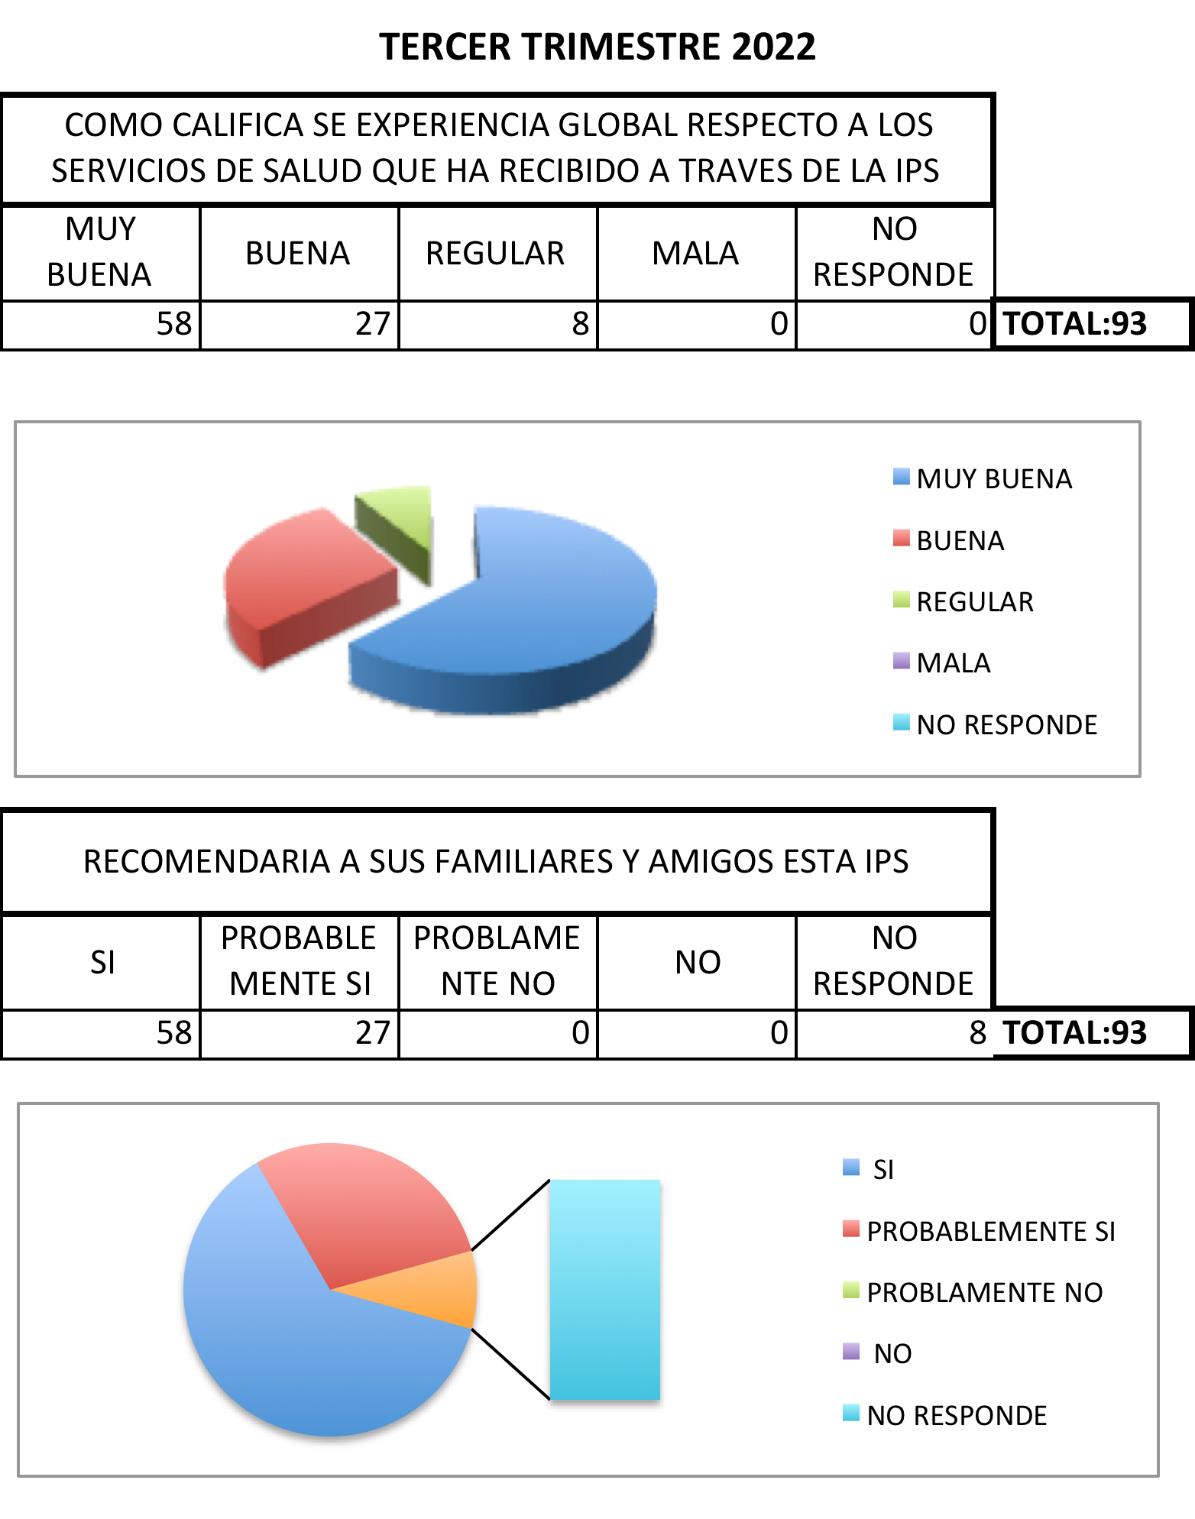 TERCER TRIMESTRE 2022
COMO CALIFICA SE EXPERIENCIA GLOBAL RESPECTO A LOS
SERVICIOS DE SALUD QUE HA RECIBIDO A TRAVES DE LA IPS
MUY
BUENA
BUENA
REGULAR
MALA
NO
RESPONDE
58
27
8
0
0
TOTAL:93
MUY BUENA
BUENA
REGULAR
MALA
NO RESPONDE
RECOMENDARIA A SUS FAMILIARES Y AMIGOS ESTA IPS
SI
PROBABLE
MENTE SI
PROBLAME
NTE NO
NO
NO
RESPONDE
58
27
0
0
8
TOTAL:93
SI
PROBABLEMENTE SI
PROBLAMENTE NO
NO
NO RESPONDE